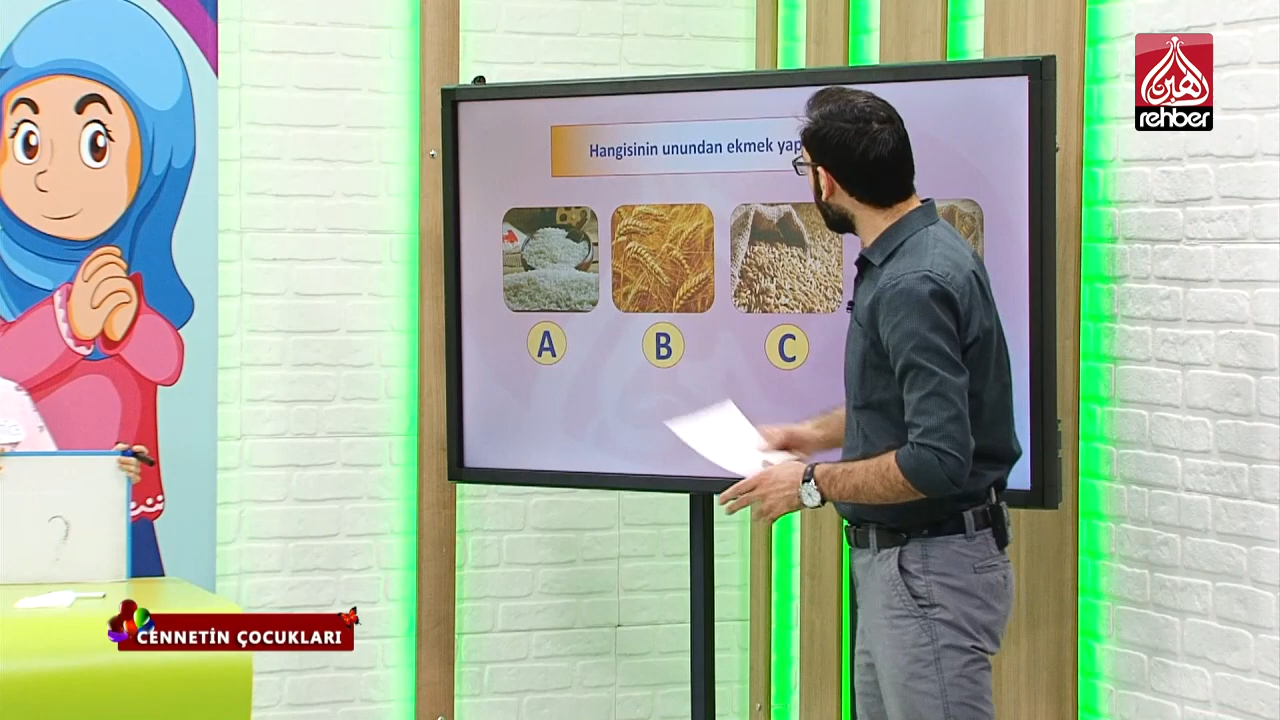 rehber
Hangisinin unundan ekmek yap
A
B
C
CENNETİN ÇOCUKLARI